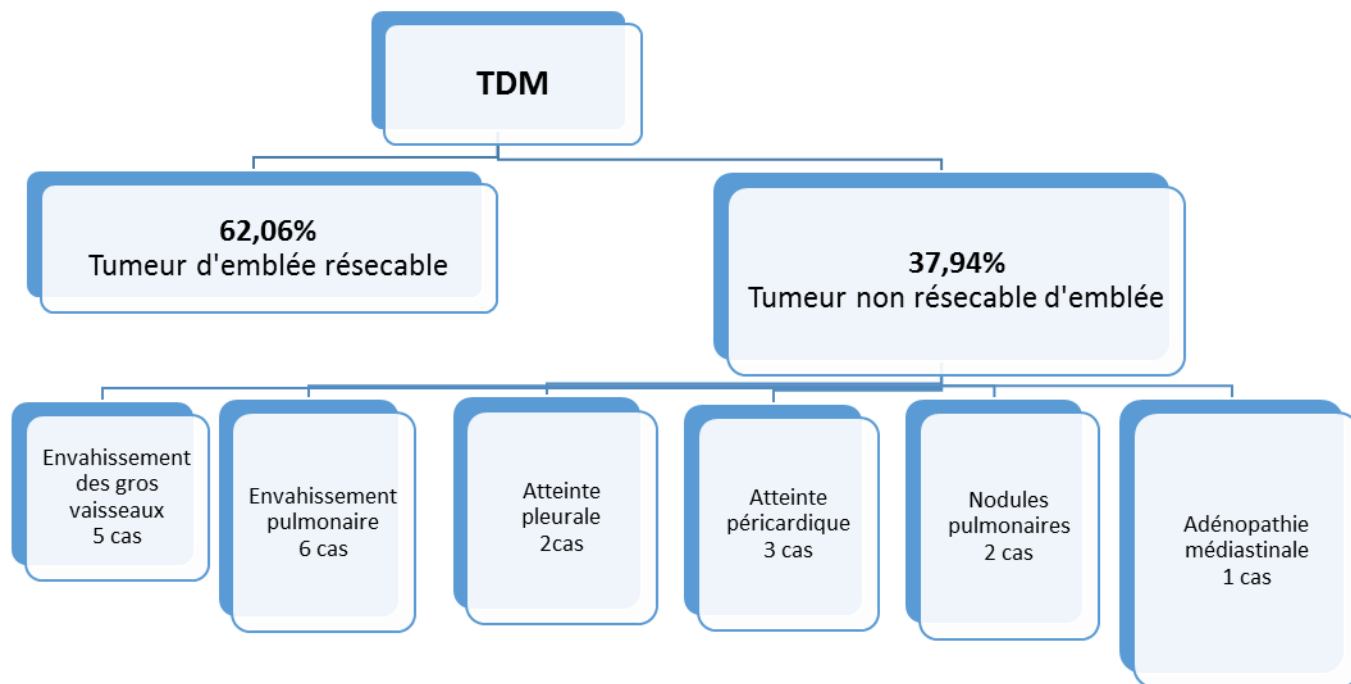 TDM
62,06%
Tumeur d'emblée résecable
37,94%
Tumeur non résecable d'emblée
Envahissement
des gros
vaisseaux
5 cas
Envahissement
pulmonaire
6 cas
Atteinte
pleurale
2cas
Atteinte
péricardique
3 cas
Nodules
pulmonaires
2 cas
Adénopathie
médiastinale
1 cas